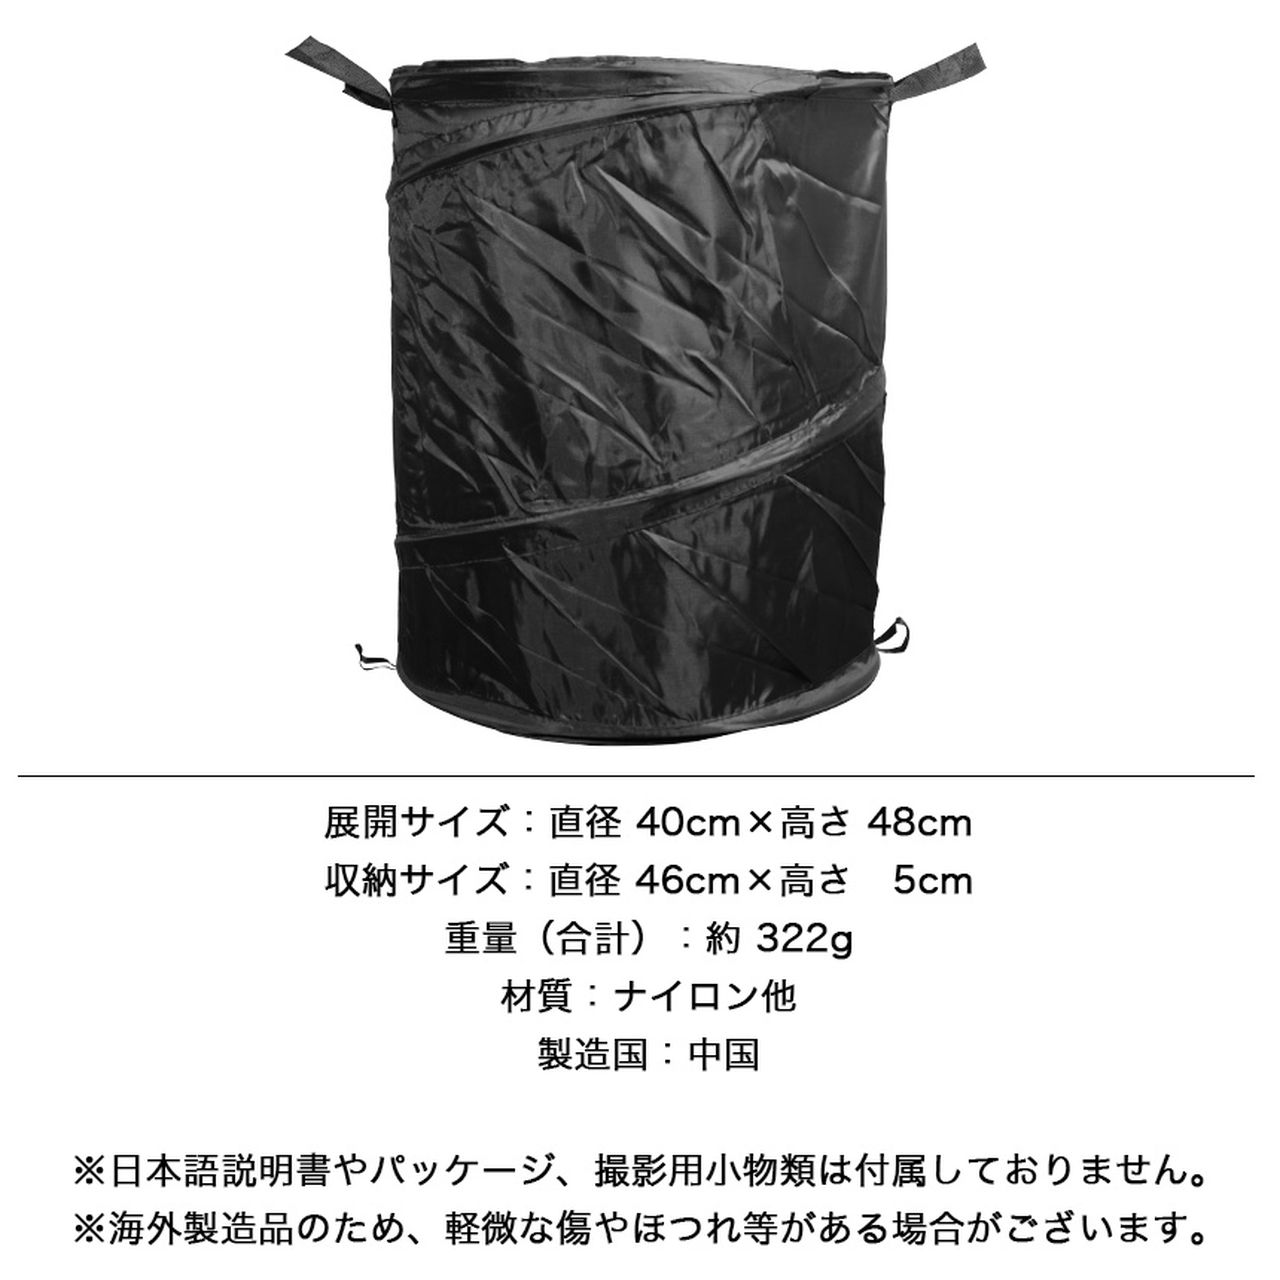 展開サイズ：直径 40cm×高さ 48cm
収納サイズ：直径 46cm×高さ　5cm
重量（合計）：約 322g
材質：ナイロン他
製造国：中国
※日本語説明書やパッケージ、撮影用小物類は付属しておりません。
※海外製造品のため、軽微な傷やほつれ等がある場合がございます。